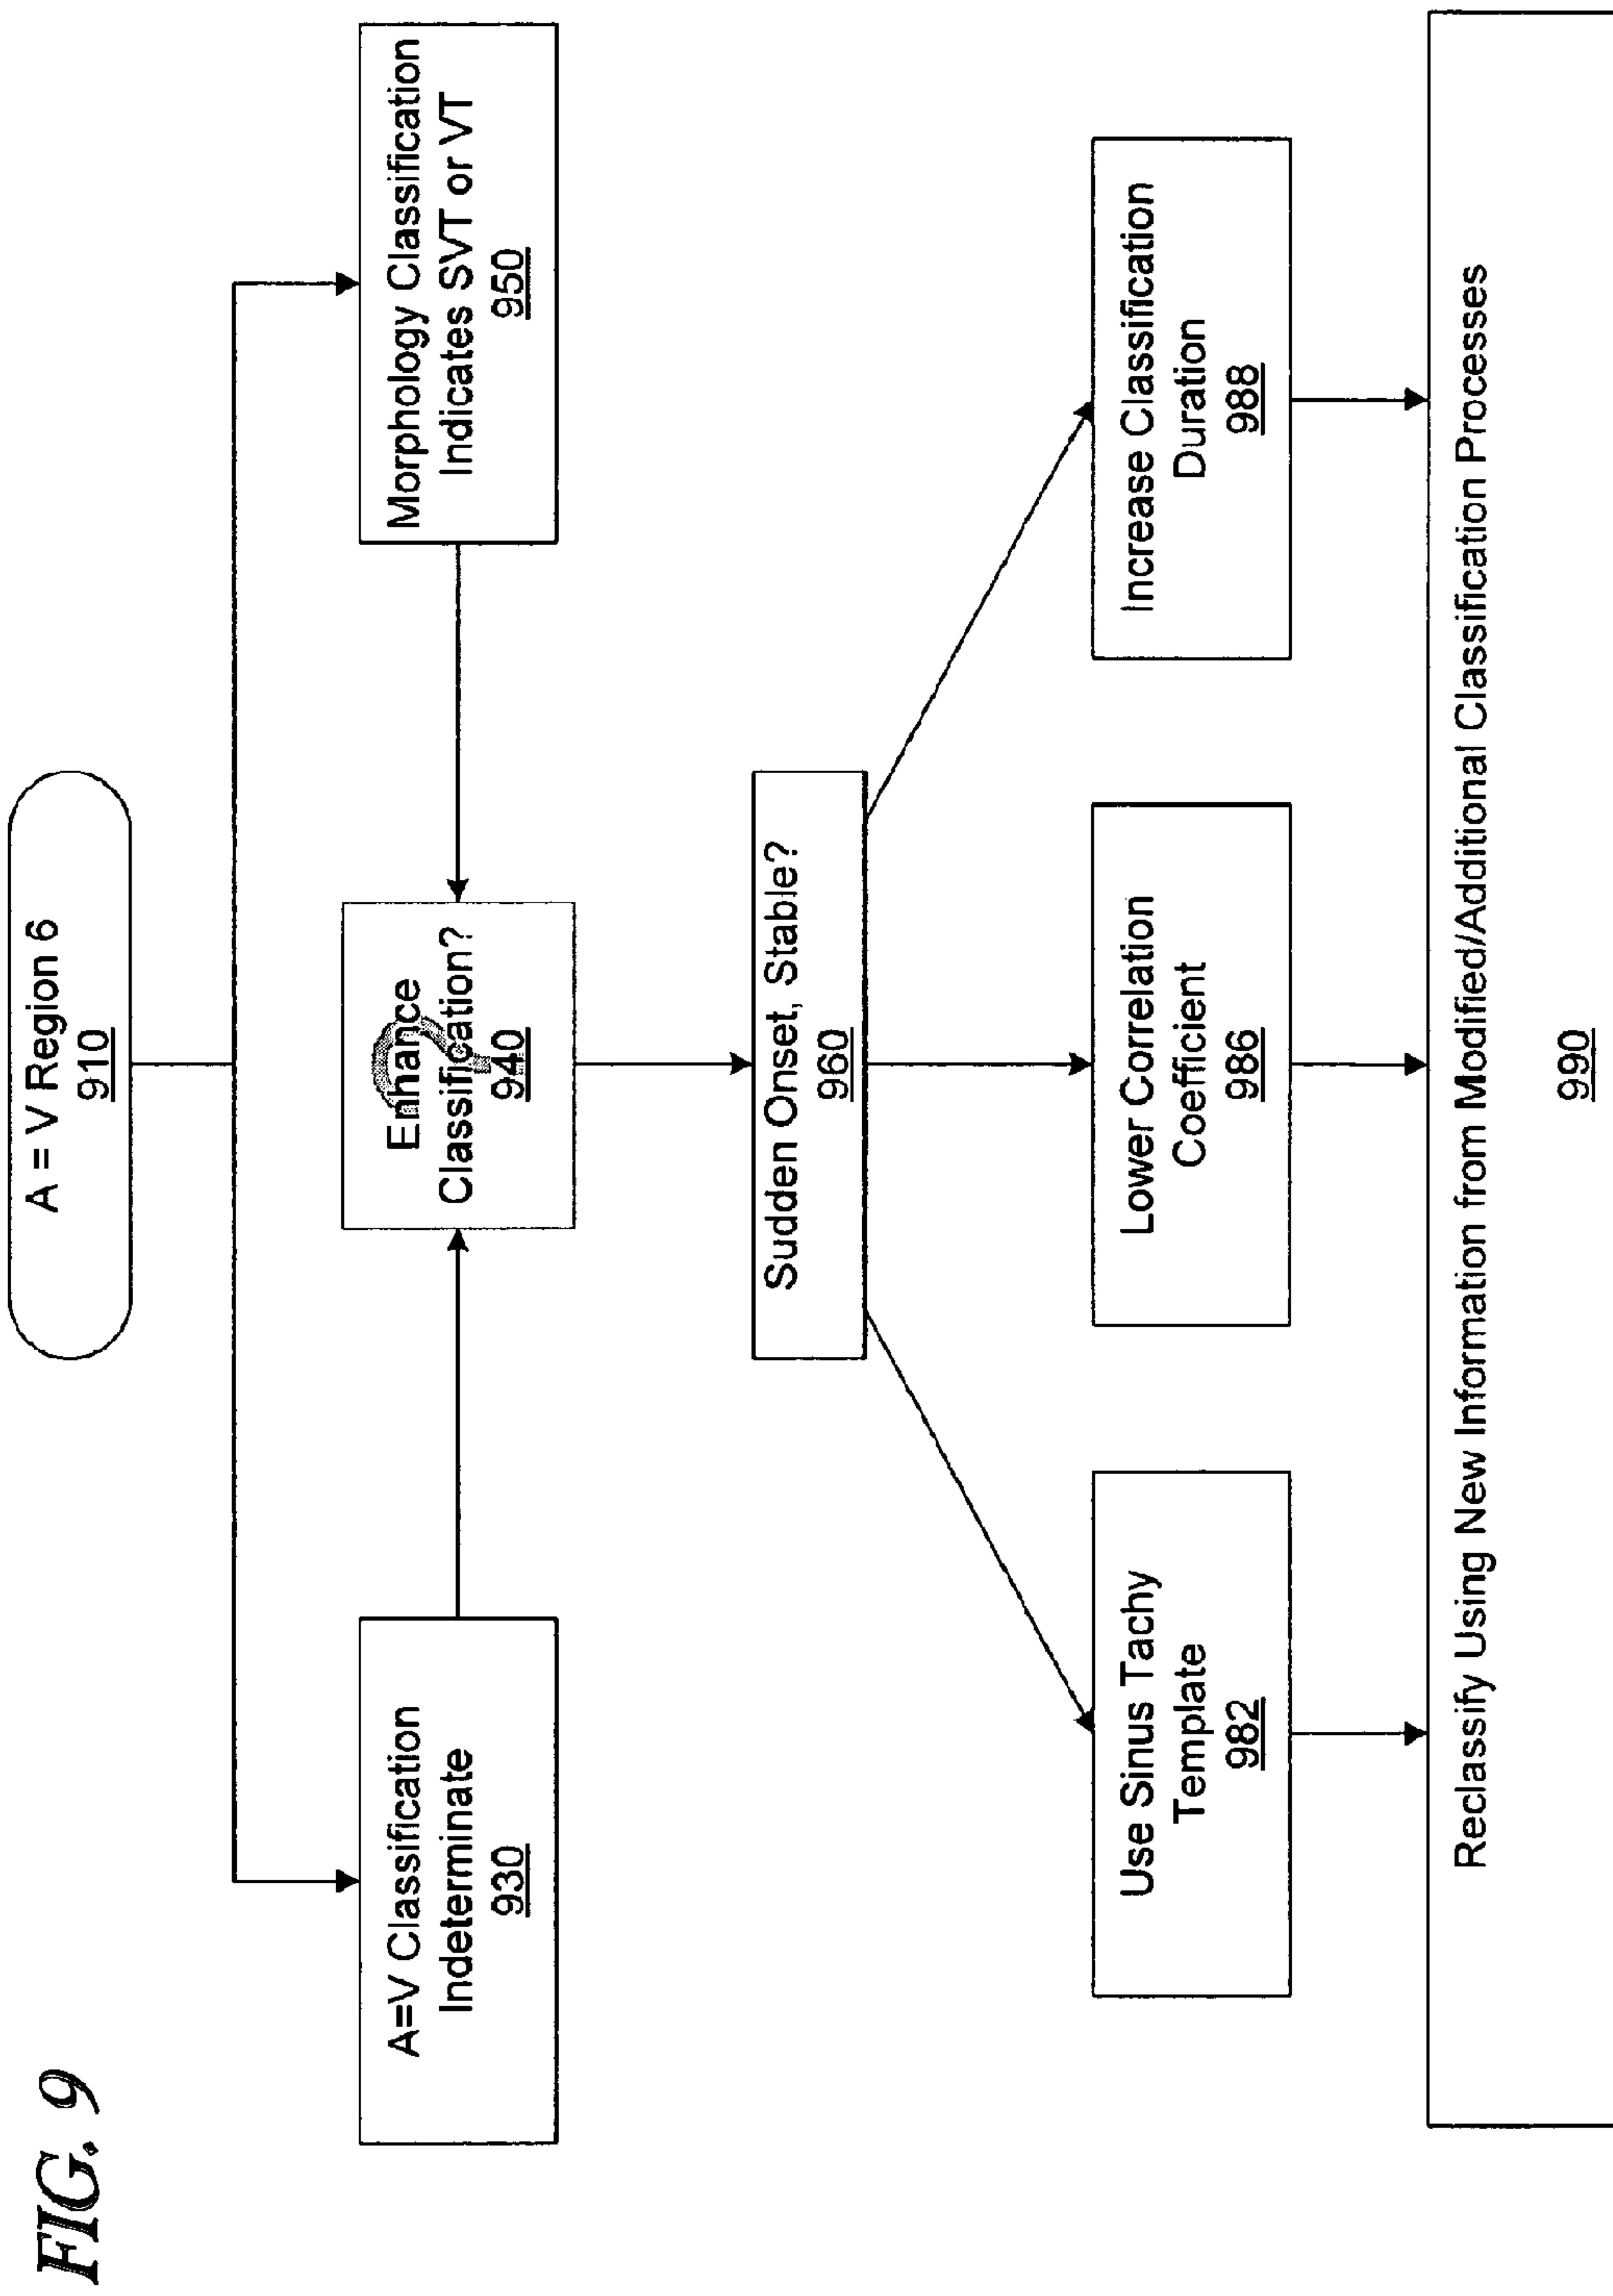 FIG. 9
A = V Region 6
910
A=V Classification
Indeterminate
930
Enhance
Classification?
940
Morphology Classification
Indicates SVT or VT
950
Sudden Onset, Stable?
960
Use Sinus Tachy
Template
982
Lower Correlation
Coefficient
986
Increase Classification
Duration
988
Reclassify Using New Information from Modified/Additional Classification Processes
990